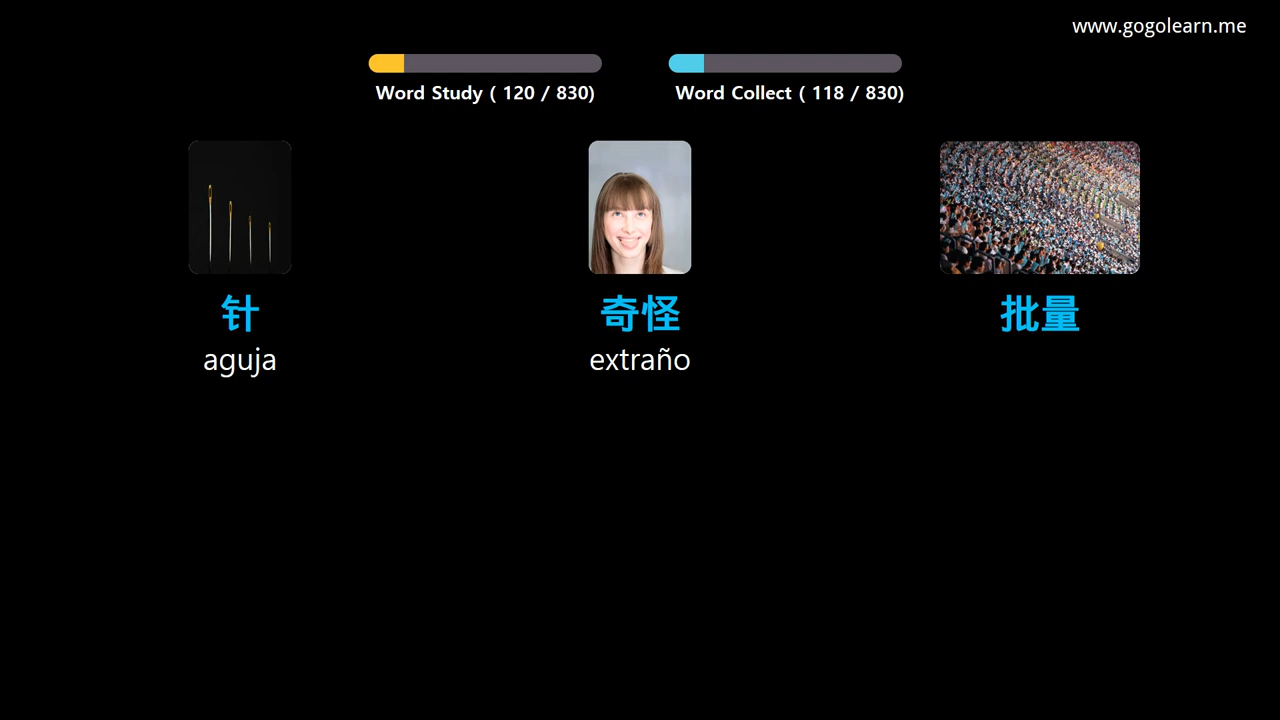 www.gogolearn.me
Word Study ( 120 / 830)
Word Collect ( 118 / 830)
针
奇怪
批量
aguja
extraño